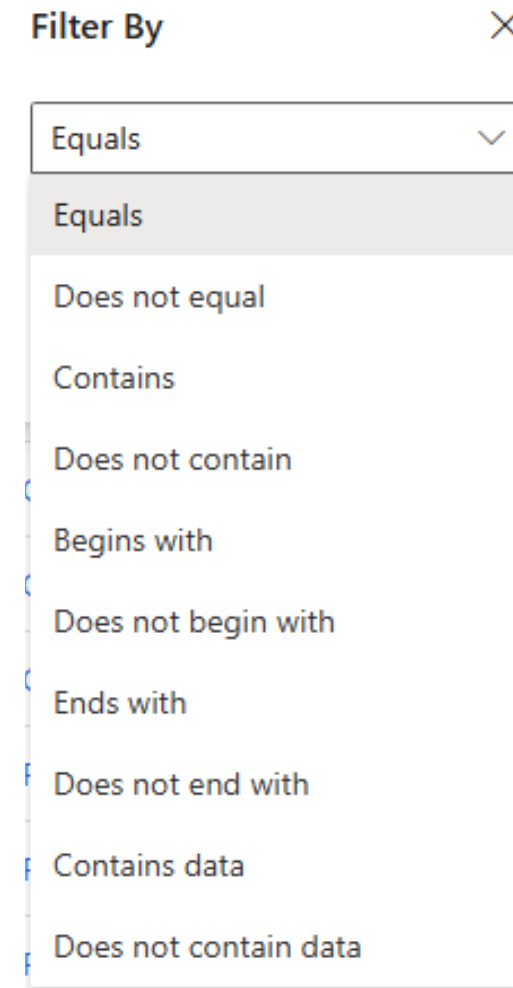 Filter By
Equals
Equals
Does not equal
Contains
Does not contain
Begins with
Does not begin with
Ends with
Does not end with
Contains data
Does not contain data